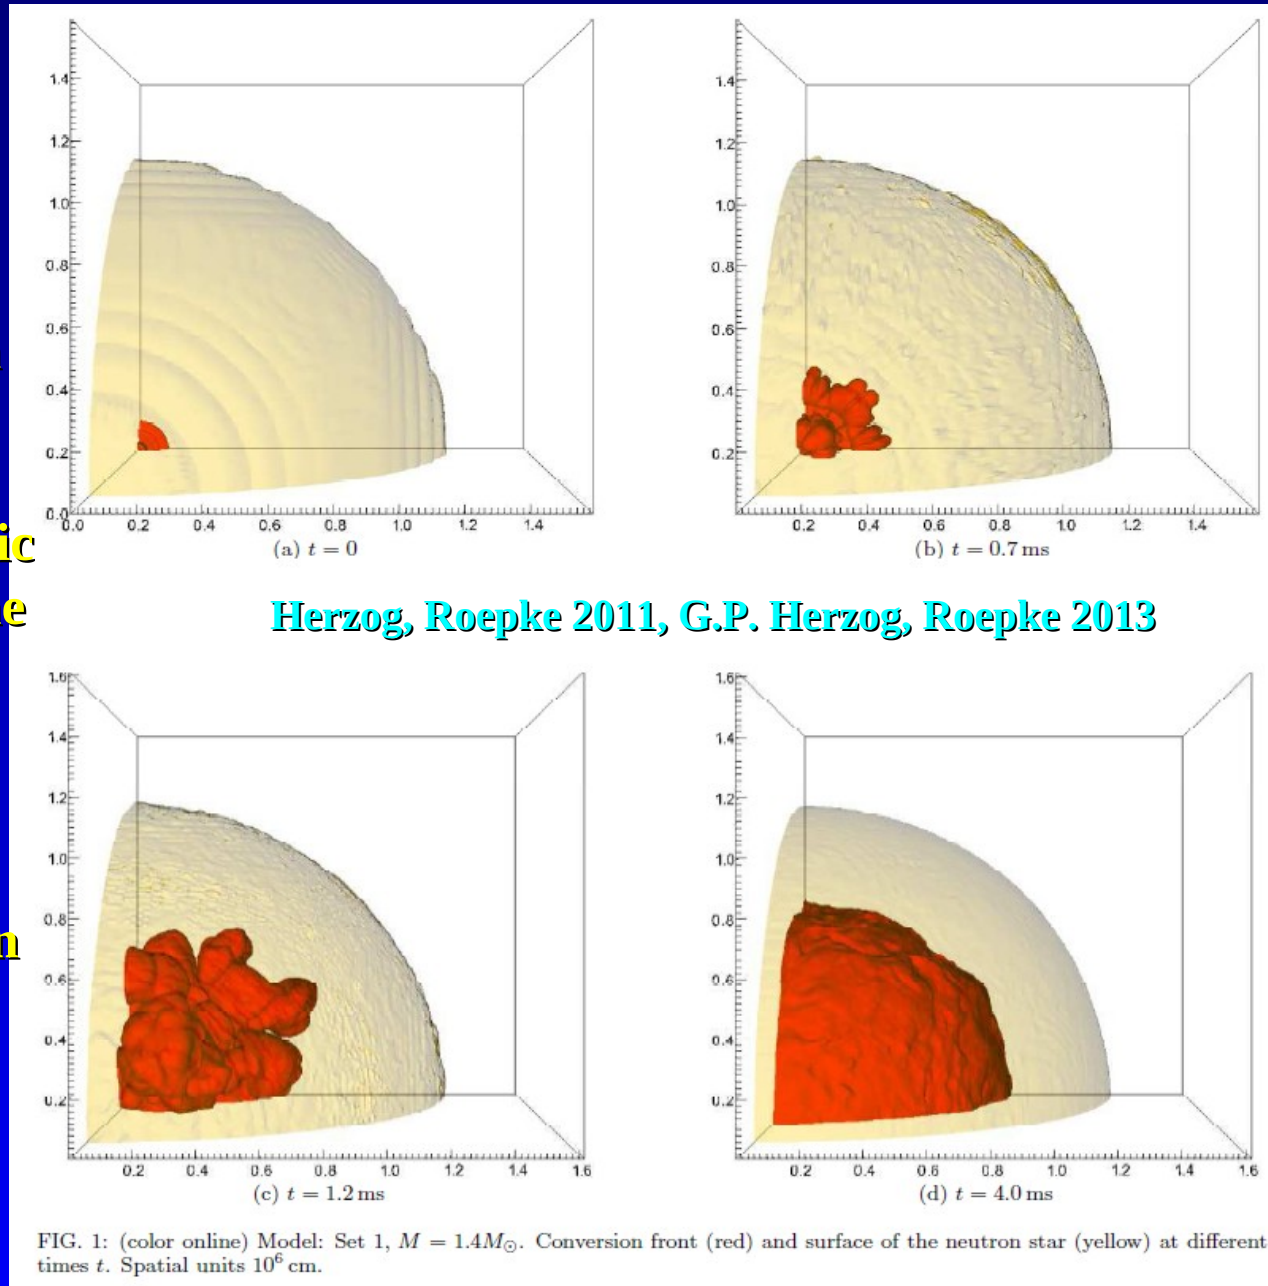 1.4
1.2
1.0
0.8
0.6
0.4
0.2
0.0
0.0 0.2 0.4 0.6 0.8 1.0 1.2 1.4
(a) t = 0
1.4
1.2
1.0
0.8
0.6
0.4
0.2
0.2 0.4 0.6 0.8 1.0 1.2 1.4
(b) t = 0.7 ms
ic
e
Herzog, Roepke 2011, G.P. Herzog, Roepke 2013
1.6
1.4
1.2
1.0
0.8
0.6
0.4
0.2
0.2 0.4 0.6 0.8 1.0 1.2 1.4 1.6
(c) t = 1.2 ms
1.6
1.4
1.2
1.0
0.8
0.6
0.4
0.2
0.2 0.4 0.6 0.8 1.0 1.2 1.4 1.6
(d) t = 4.0 ms
FIG. 1: (color online) Model: Set 1, M = 1.4M⊙. Conversion front (red) and surface of the neutron star (yellow) at different
times t. Spatial units 10⁶ cm.